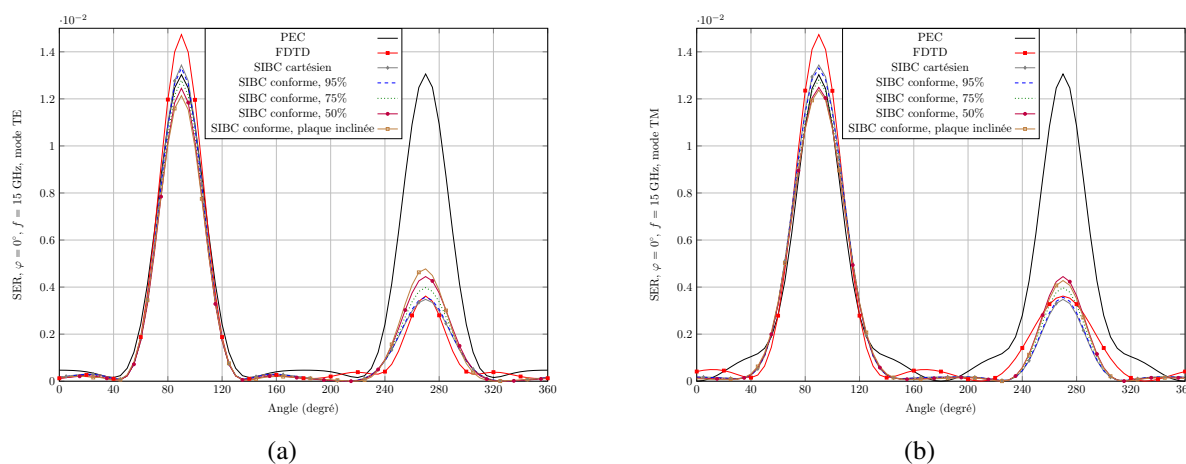 ·10−2
1.4
1.2
1
0.8
0.6
0.4
0.2
0
0 40 80 120 160 200 240 280 320 360
SER, φ = 0°, f = 15 GHz, mode TE
Angle (degré)
PEC
FDTD
SIBC cartésien
SIBC conforme, 95%
SIBC conforme, 75%
SIBC conforme, 50%
SIBC conforme, plaque inclinée
(a)
·10−2
1.4
1.2
1
0.8
0.6
0.4
0.2
0
0 40 80 120 160 200 240 280 320 360
SER, φ = 0°, f = 15 GHz, mode TM
Angle (degré)
PEC
FDTD
SIBC cartésien
SIBC conforme, 95%
SIBC conforme, 75%
SIBC conforme, 50%
SIBC conforme, plaque inclinée
(b)